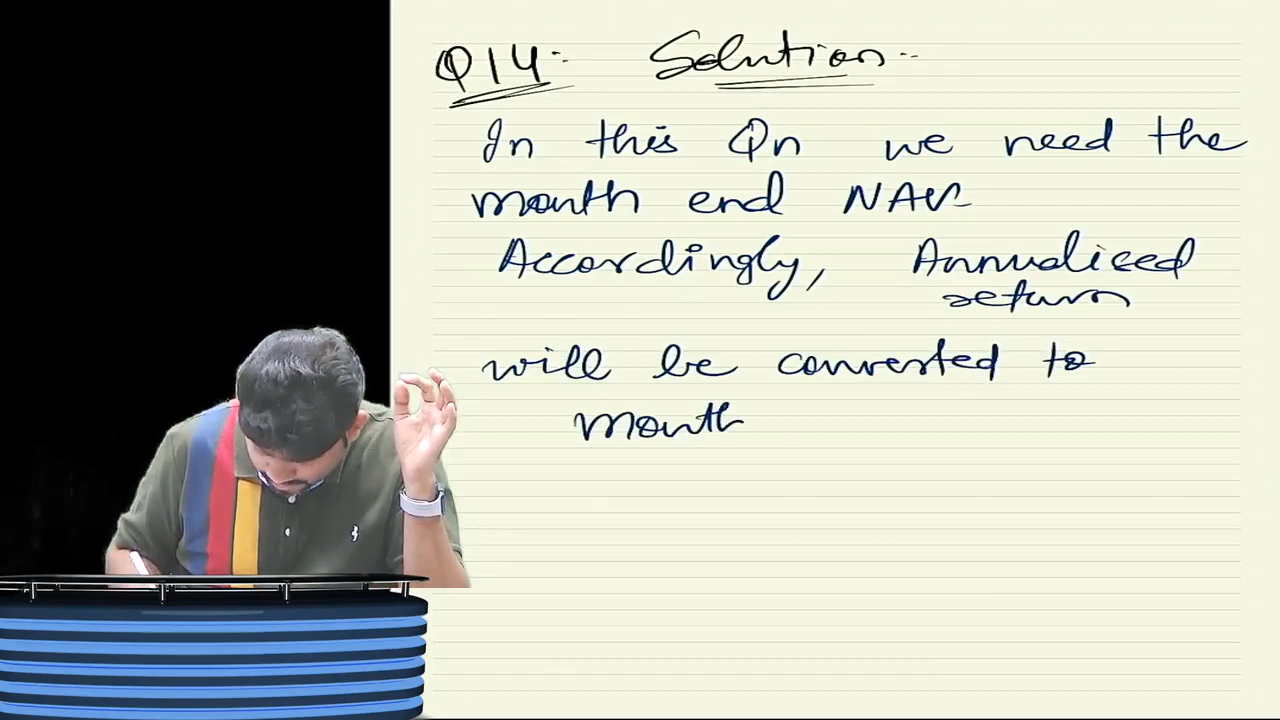 Q14:- Solution:-
In this Qn we need the
month end NAV
Accordingly, Annualised
return
will be converted to
month